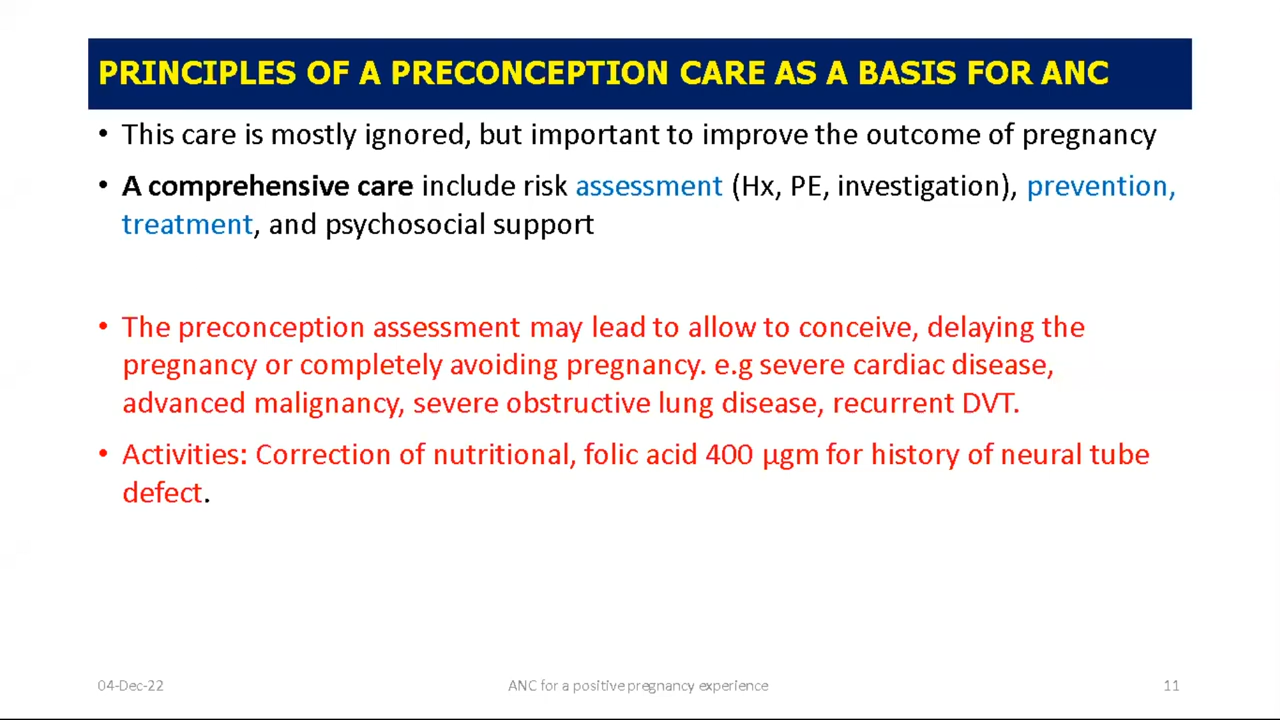 PRINCIPLES OF A PRECONCEPTION CARE AS A BASIS FOR ANC
• This care is mostly ignored, but important to improve the outcome of pregnancy
• A comprehensive care include risk assessment (Hx, PE, investigation), prevention,
treatment, and psychosocial support
• The preconception assessment may lead to allow to conceive, delaying the
pregnancy or completely avoiding pregnancy. e.g severe cardiac disease,
advanced malignancy, severe obstructive lung disease, recurrent DVT.
• Activities: Correction of nutritional, folic acid 400 µgm for history of neural tube
defect.
04-Dec-22
ANC for a positive pregnancy experience
11